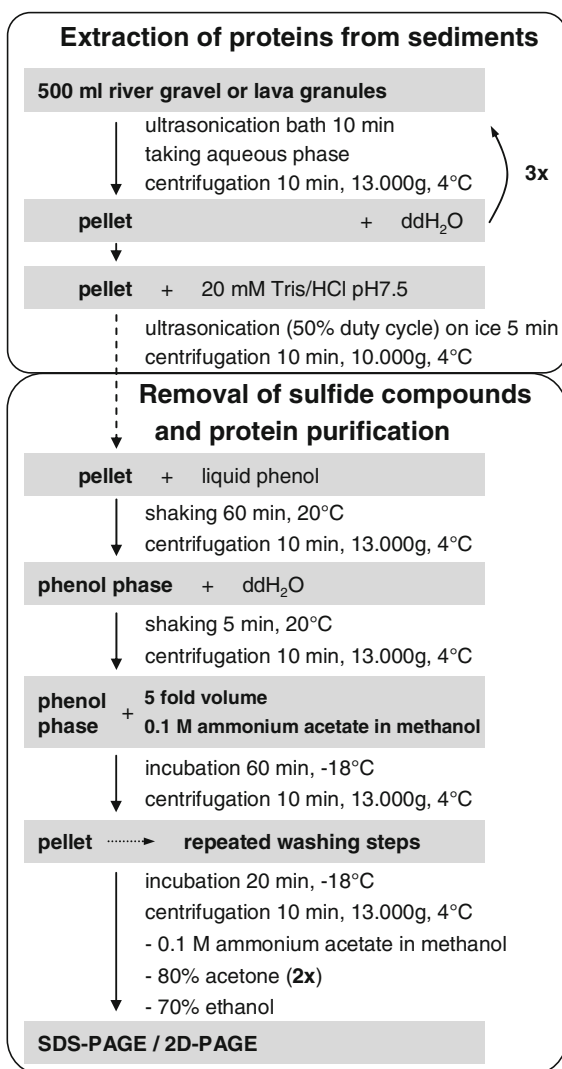 Extraction of proteins from sediments
500 ml river gravel or lava granules
ultrasonication bath 10 min
taking aqueous phase
centrifugation 10 min, 13.000g, 4°C
3x
pellet + ddH₂O
pellet + 20 mM Tris/HCl pH7.5
ultrasonication (50% duty cycle) on ice 5 min
centrifugation 10 min, 10.000g, 4°C
Removal of sulfide compounds
and protein purification
pellet + liquid phenol
shaking 60 min, 20°C
centrifugation 10 min, 13.000g, 4°C
phenol phase + ddH₂O
shaking 5 min, 20°C
centrifugation 10 min, 13.000g, 4°C
phenol phase + 5 fold volume
0.1 M ammonium acetate in methanol
incubation 60 min, -18°C
centrifugation 10 min, 13.000g, 4°C
pellet repeated washing steps
incubation 20 min, -18°C
centrifugation 10 min, 13.000g, 4°C
- 0.1 M ammonium acetate in methanol
- 80% acetone (2x)
- 70% ethanol
SDS-PAGE / 2D-PAGE